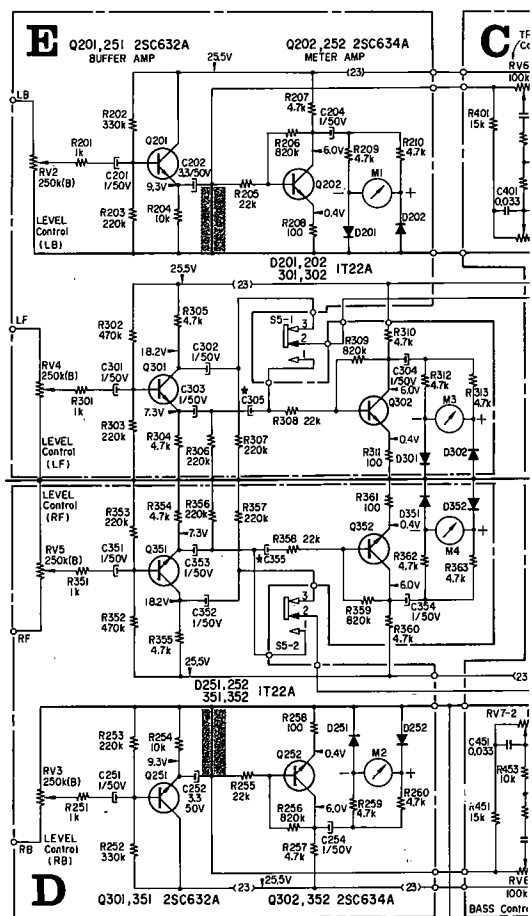 E
Q201,251 2SC632A
BUFFER AMP
Q202,252 2SC634A
METER AMP
C
RV6
100k
25.5V
(23)
LB
R202
330k
R207
4.7k
C204
1/50V
R201
1k
Q201
C202
3.3/50V
R206
820k
6.0V
R209
4.7k
R210
4.7k
R401
15k
RV2
250k(B)
C201
1/50V
9.3V
R205
22k
Q202
M1
R203
220k
R204
10k
0.4V
R208
100
D201
D202
C401
0.033
LEVEL
Control
(LB)
D201,202
301,302
1T22A
25.5V
(23)
LF
R302
470k
R305
4.7k
S5-1
3
2
1
R310
4.7k
18.2V
C302
1/50V
R309
820k
C304
1/50V
RV4
250k(B)
C301
1/50V
Q301
C303
1/50V
★
C305
6.0V
R312
4.7k
R313
4.7k
R301
1k
7.3V
R308 22k
Q302
M3
R303
220k
R304
4.7k
R306
220k
R307
220k
0.4V
R311
100
D301
D302
LEVEL
Control
(LF)
LEVEL
Control
(RF)
R353
220k
R354
4.7k
R356
220k
R357
220k
R361
100
D351
D352
7.3V
R358 22k
Q352
0.4V
RV5
250k(B)
C351
1/50V
Q351
C353
1/50V
★
C355
R362
4.7k
M4
R363
4.7k
R351
1k
18.2V
C352
1/50V
3
2
1
6.0V
R359
820k
C354
1/50V
R352
470k
R355
4.7k
S5-2
R360
4.7k
RF
25.5V
(23
D251,252
351,352
1T22A
RV7-2
R253
220k
R254
10k
R258
100
D251
D252
9.3V
Q252
0.4V
C451
0.033
RV3
250k(B)
C251
1/50V
Q251
C252
3.3
50V
R255
22k
M2
R453
10k
R251
1k
R256
820k
6.0V
R259
4.7k
R260
4.7k
R451
15k
RB
LEVEL
Control
(RB)
R252
330k
R257
4.7k
C254
1/50V
100k
D
(23)
25.5V
(23)
Q301,351 2SC632A
Q302,352 2SC634A
BASS Contr